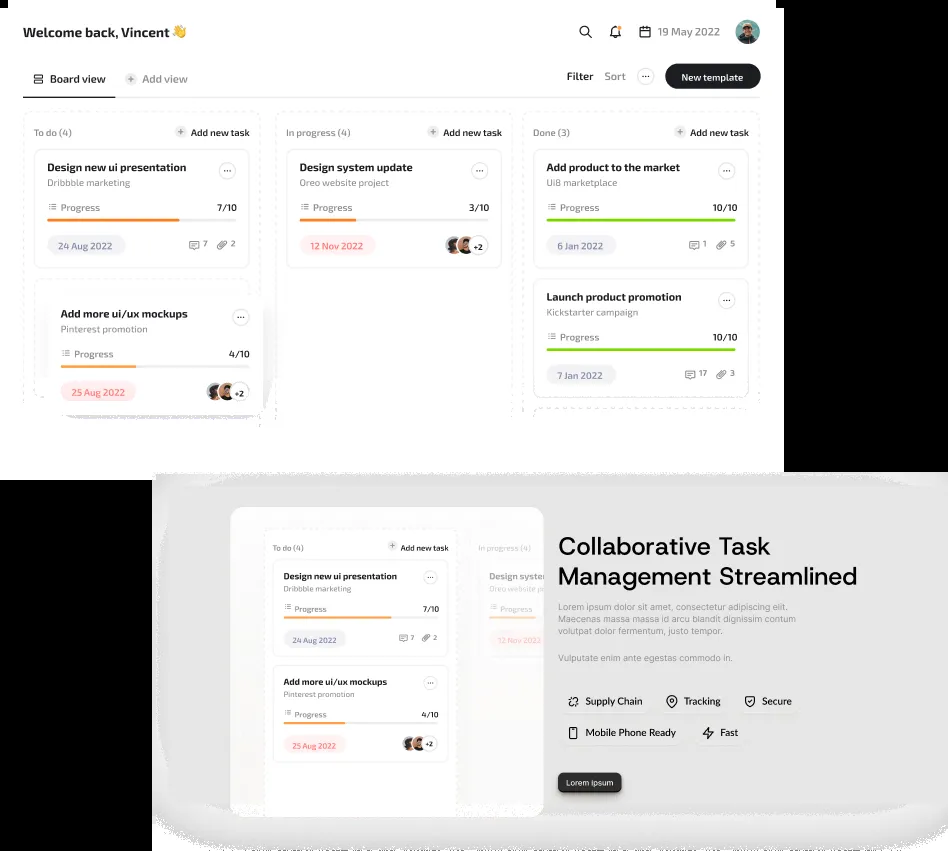 Welcome back, Vincent 👋
19 May 2022
Board view
Add view
Filter
Sort
New template
To do (4)
Add new task
Design new ui presentation
Dribbble marketing
Progress
7/10
24 Aug 2022
7
2
Add more ui/ux mockups
Pinterest promotion
Progress
4/10
25 Aug 2022
+2
In progress (4)
Add new task
Design system update
Oreo website project
Progress
3/10
12 Nov 2022
+2
Done (3)
Add new task
Add product to the market
Ui8 marketplace
Progress
10/10
6 Jan 2022
1
5
Launch product promotion
Kickstarter campaign
Progress
10/10
7 Jan 2022
17
3
To do (4)
Add new task
Design new ui presentation
Dribbble marketing
Progress
7/10
24 Aug 2022
7
2
Add more ui/ux mockups
Pinterest promotion
Progress
4/10
25 Aug 2022
+2
In progress (4)
Design syste
Oreo website p
Progress
12 Nov 2022
Collaborative Task
Management Streamlined
Lorem ipsum dolor sit amet, consectetur adipiscing elit.
Maecenas massa massa id arcu blandit dignissim contum
volutpat dolor fermentum, justo tempor.
Vulputate enim ante egestas commodo in.
Supply Chain
Tracking
Secure
Mobile Phone Ready
Fast
Lorem Ipsum